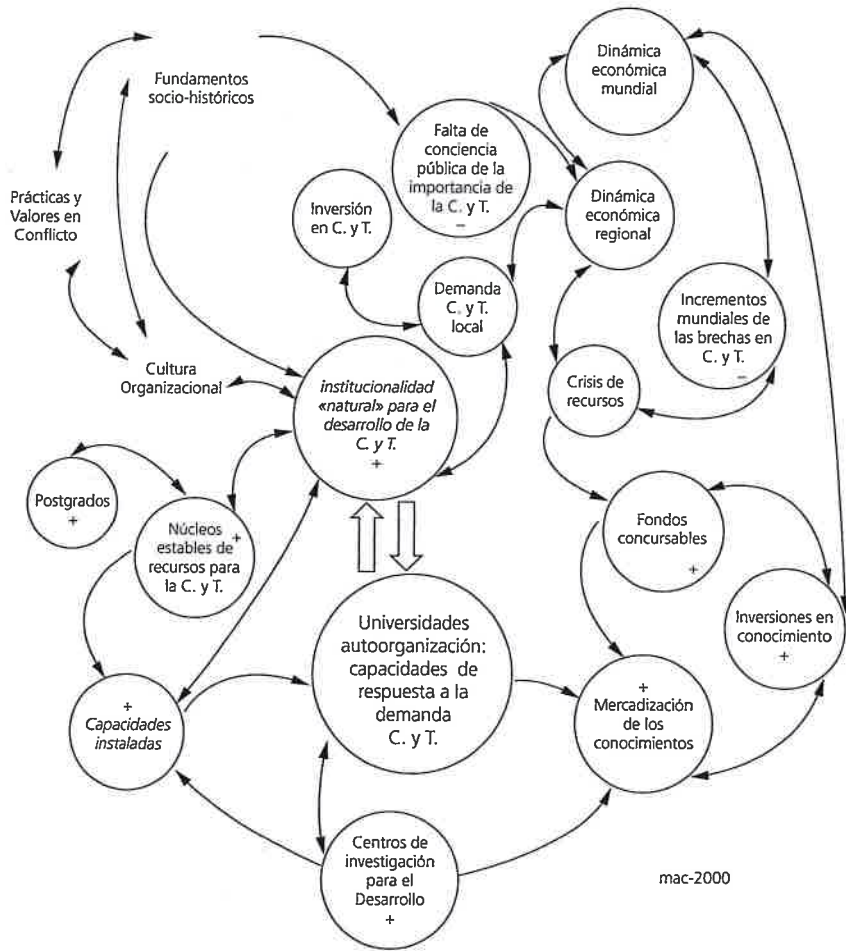 Fundamentos
socio-históricos
Dinámica
económica
mundial
Falta de
conciencia
pública de la
importancia de
la C. y T.
–
Prácticas y
Valores en
Conflicto
Inversión
en C. y T.
Dinámica
económica
regional
Demanda
C. y T.
local
Incrementos
mundiales de
las brechas en
C. y T.
–
Cultura
Organizacional
institucionalidad
«natural» para el
desarrollo de la
C. y T.
+
Crisis de
recursos
Postgrados
+
Núcleos +
estables de
recursos para
la C. y T.
Fondos
concursables
+
Inversiones en
conocimiento
+
Universidades
autoorganización:
capacidades de
respuesta a la
demanda
C. y T.
+
Capacidades
instaladas
+
Mercadización
de los
conocimientos
Centros de
investigación
para el
Desarrollo
+
mac-2000